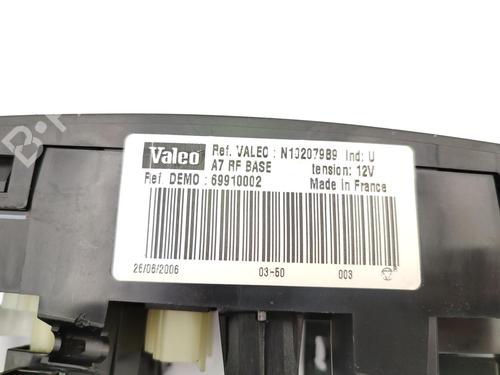 Valeo
Ref. VALEO : N102079B9 Ind: U
A7 RF BASE tension: 12V
Ref DEMO : 69910002 Made in France
26/06/2006 03-50 003
B-P